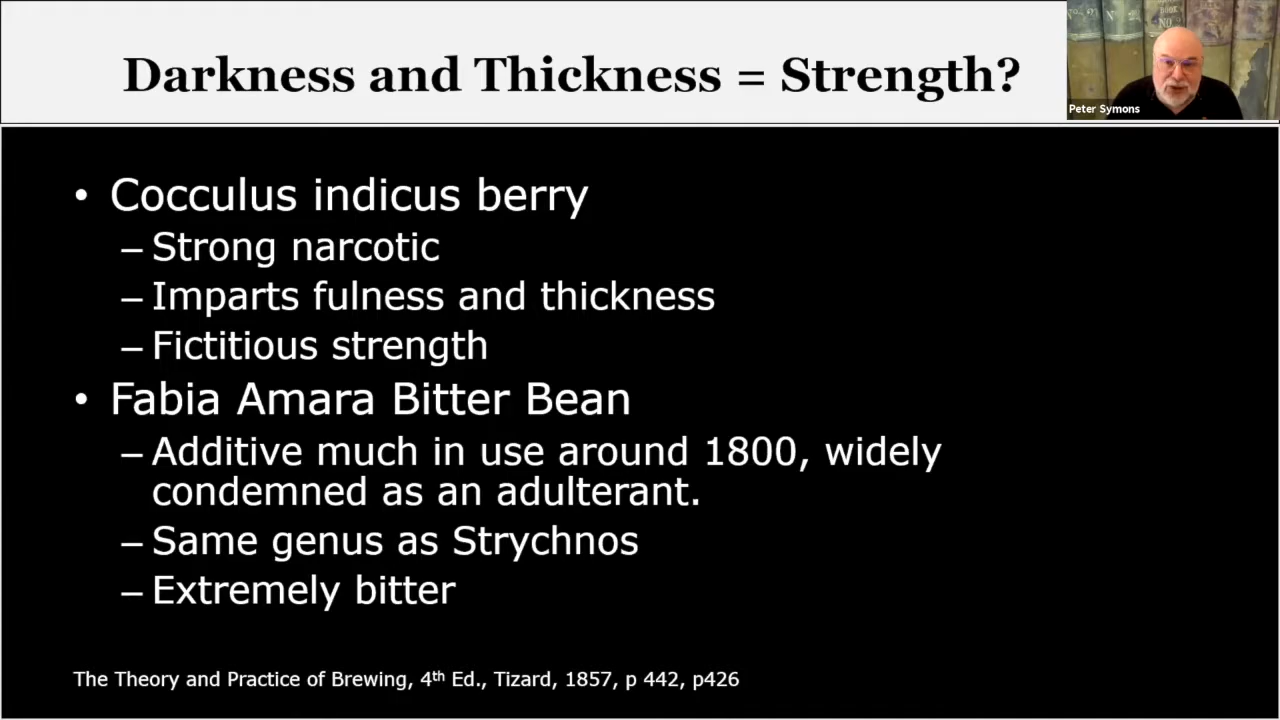 Darkness and Thickness = Strength?
Peter Symons
• Cocculus indicus berry
– Strong narcotic
– Imparts fulness and thickness
– Fictitious strength
• Fabia Amara Bitter Bean
– Additive much in use around 1800, widely
condemned as an adulterant.
– Same genus as Strychnos
– Extremely bitter
The Theory and Practice of Brewing, 4th Ed., Tizard, 1857, p 442, p426